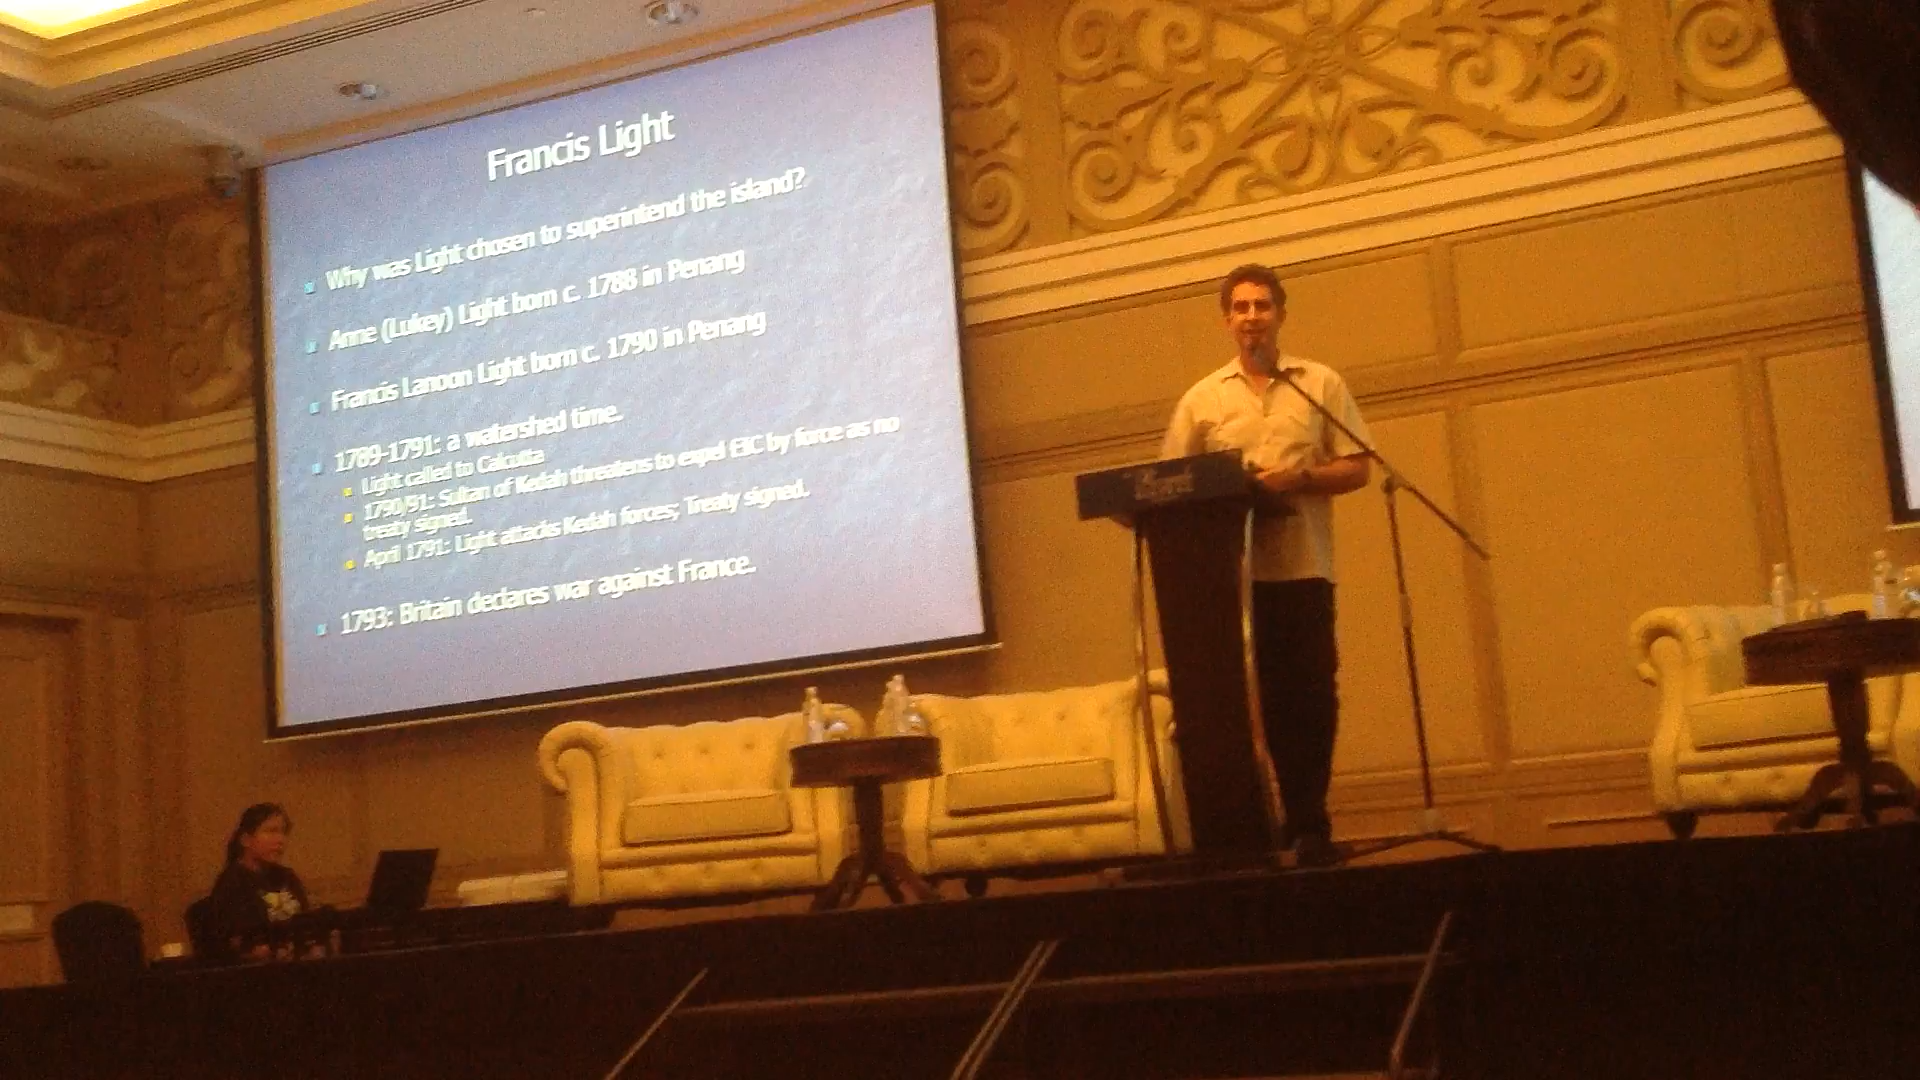 Francis Light
Why was Light chosen to superintend the island?
Anne (Lukey) Light born c. 1788 in Penang
Francis Lanoon Light born c. 1790 in Penang
1789-1791: a watershed time.
Light called to Calcutta
1790/91: Sultan of Kedah threatens to expel EIC by force as no
treaty signed.
April 1791: Light attacks Kedah forces; Treaty signed.
1793: Britain declares war against France.